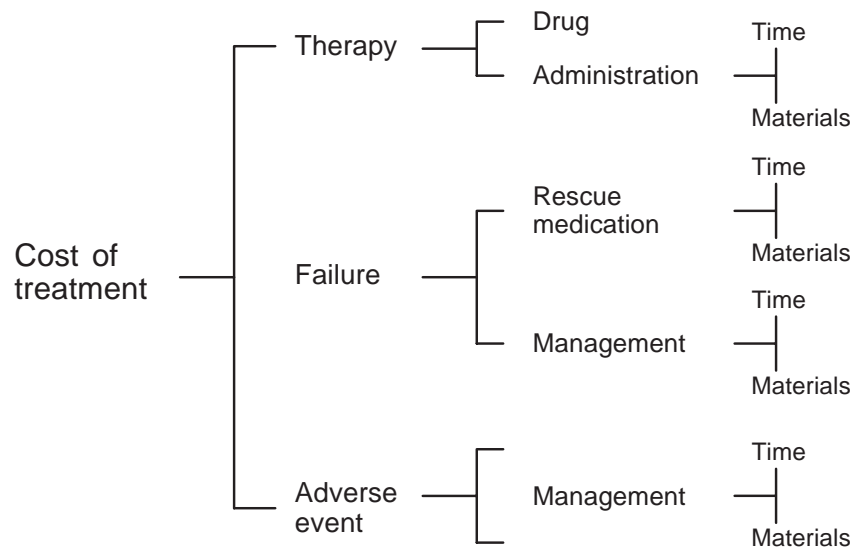 Therapy
Drug
Administration
Time
Materials
Cost of
treatment
Failure
Rescue
medication
Time
Materials
Management
Time
Materials
Adverse
event
Management
Time
Materials